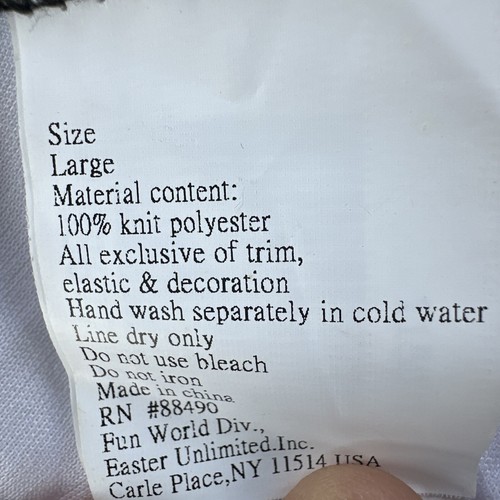 Size
Large
Material content:
100% knit polyester
All exclusive of trim,
elastic & decoration
Hand wash separately in cold water
Line dry only
Do not use bleach
Do not iron
Made in china
RN #88490
Fun World Div.,
Easter Unlimited.Inc.
Carle Place,NY 11514 USA